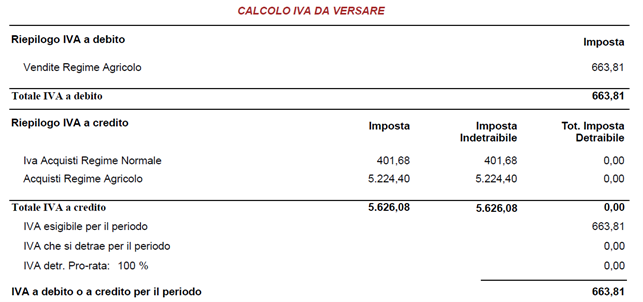 CALCOLO IVA DA VERSARE
Riepilogo IVA a debito Imposta
Vendite Regime Agricolo 663,81
Totale IVA a debito 663,81
Riepilogo IVA a credito Imposta Imposta Indetraibile Tot. Imposta Detraibile
Iva Acquisti Regime Normale 401,68 401,68 0,00
Acquisti Regime Agricolo 5.224,40 5.224,40 0,00
Totale IVA a credito 5.626,08 5.626,08 0,00
IVA esigibile per il periodo 663,81
IVA che si detrae per il periodo 0,00
IVA detr. Pro-rata: 100 % 0,00
IVA a debito o a credito per il periodo 663,81